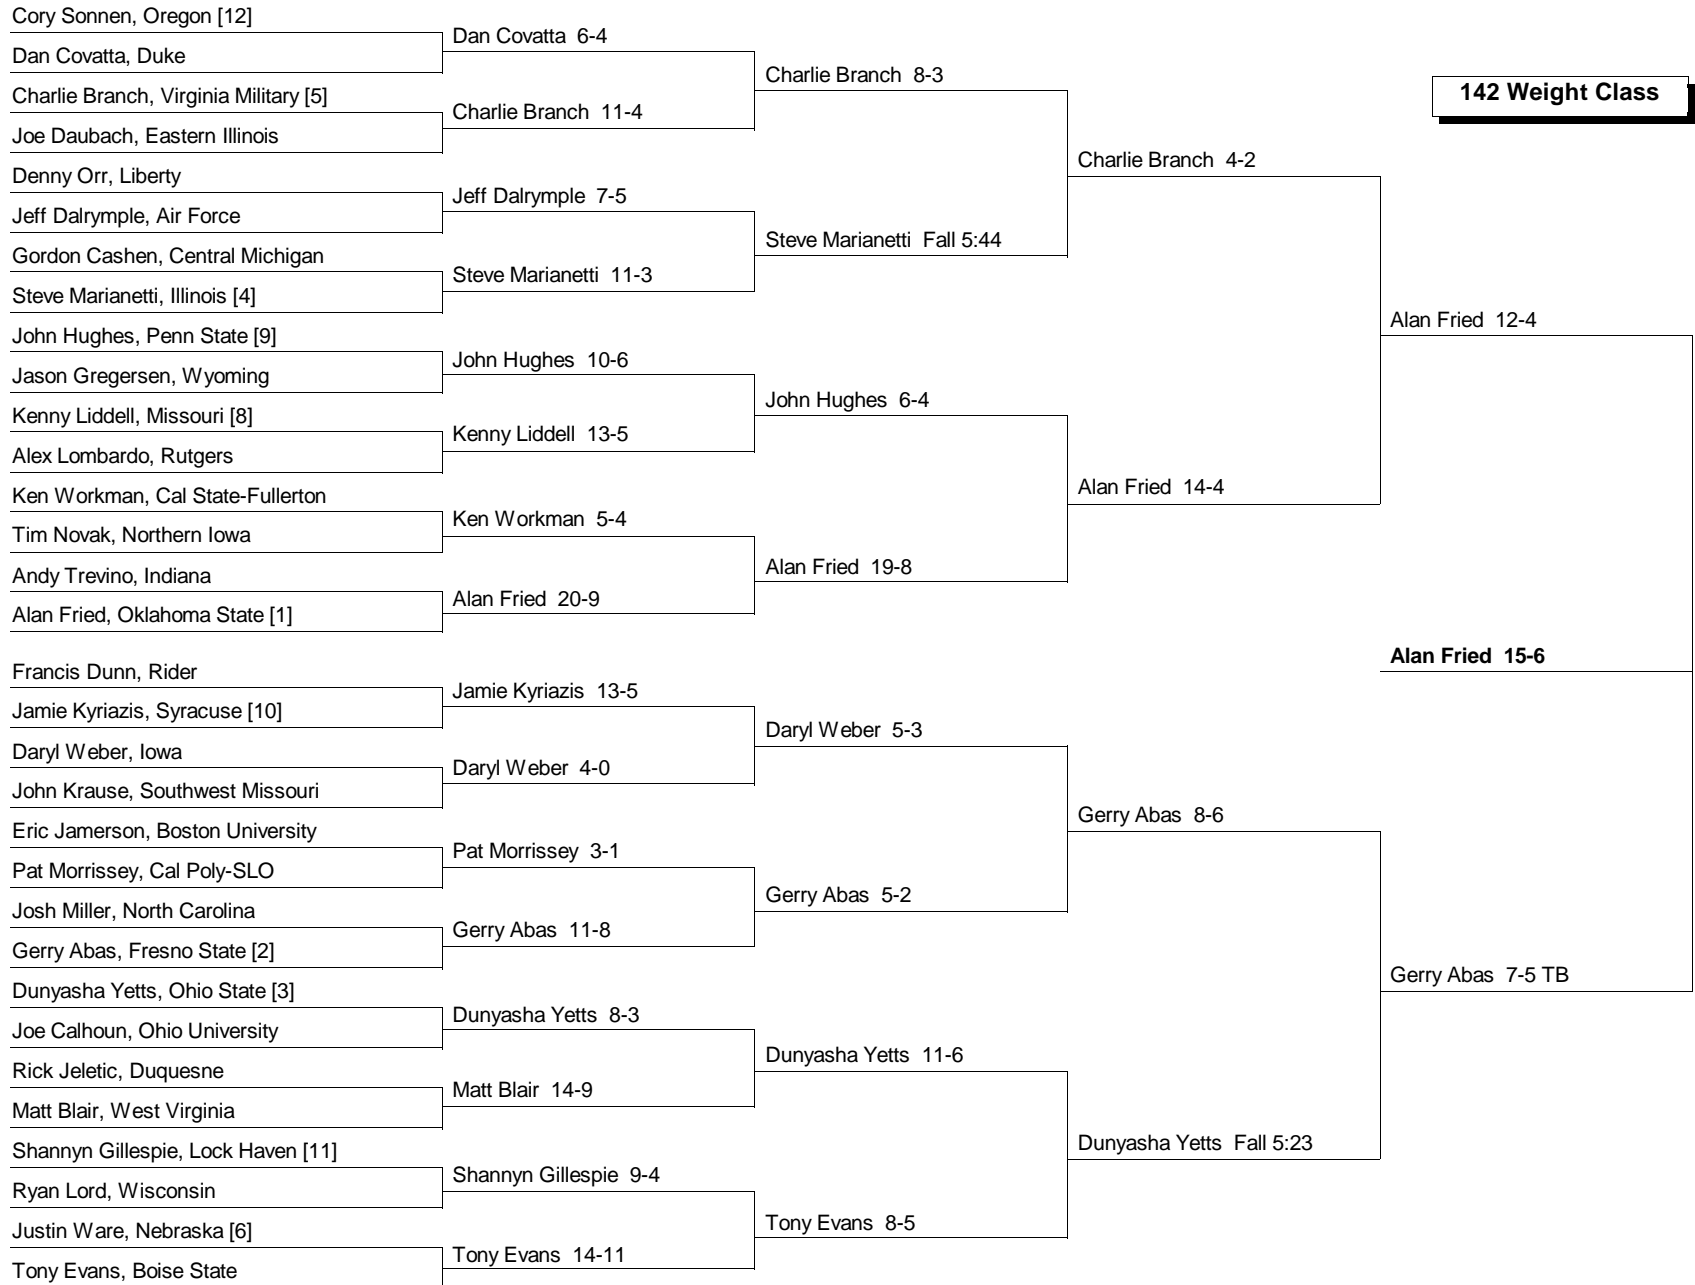 Cory Sonnen, Oregon [12]
Dan Covatta, Duke
Charlie Branch, Virginia Military [5]
Joe Daubach, Eastern Illinois
Denny Orr, Liberty
Jeff Dalrymple, Air Force
Gordon Cashen, Central Michigan
Steve Marianetti, Illinois [4]
John Hughes, Penn State [9]
Jason Gregersen, Wyoming
Kenny Liddell, Missouri [8]
Alex Lombardo, Rutgers
Ken Workman, Cal State-Fullerton
Tim Novak, Northern Iowa
Andy Trevino, Indiana
Alan Fried, Oklahoma State [1]
Francis Dunn, Rider
Jamie Kyriazis, Syracuse [10]
Daryl Weber, Iowa
John Krause, Southwest Missouri
Eric Jamerson, Boston University
Pat Morrissey, Cal Poly-SLO
Josh Miller, North Carolina
Gerry Abas, Fresno State [2]
Dunyasha Yetts, Ohio State [3]
Joe Calhoun, Ohio University
Rick Jeletic, Duquesne
Matt Blair, West Virginia
Shannyn Gillespie, Lock Haven [11]
Ryan Lord, Wisconsin
Justin Ware, Nebraska [6]
Tony Evans, Boise State
Dan Covatta 6-4
Charlie Branch 11-4
Jeff Dalrymple 7-5
Steve Marianetti 11-3
John Hughes 10-6
Kenny Liddell 13-5
Ken Workman 5-4
Alan Fried 20-9
Jamie Kyriazis 13-5
Daryl Weber 4-0
Pat Morrissey 3-1
Gerry Abas 11-8
Dunyasha Yetts 8-3
Matt Blair 14-9
Shannyn Gillespie 9-4
Tony Evans 14-11
Charlie Branch 8-3
Steve Marianetti Fall 5:44
John Hughes 6-4
Alan Fried 19-8
Daryl Weber 5-3
Gerry Abas 5-2
Dunyasha Yetts 11-6
Tony Evans 8-5
Charlie Branch 4-2
Alan Fried 14-4
Gerry Abas 8-6
Dunyasha Yetts Fall 5:23
142 Weight Class
Alan Fried 12-4
Alan Fried 15-6
Gerry Abas 7-5 TB